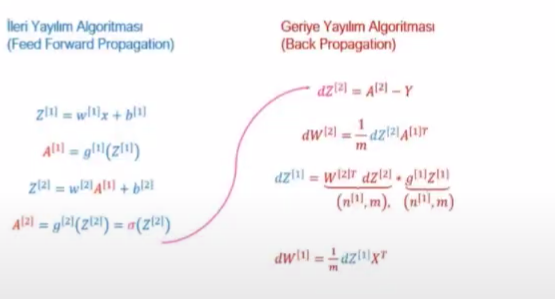 İleri Yayılım Algoritması
(Feed Forward Propagation)
Z[1] = w[1]x + b[1]
A[1] = g[1](Z[1])
Z[2] = w[2]A[1] + b[2]
A[2] = g[2](Z[2]) = σ(Z[2])
Geriye Yayılım Algoritması
(Back Propagation)
dZ[2] = A[2] – Y
dW[2] = 1/m dZ[2]A[1]T
dZ[1] = W[2]T dZ[2] * g[1]Z[1]
(n[1], m), (n[1], m)
dW[1] = 1/m dZ[1]XT